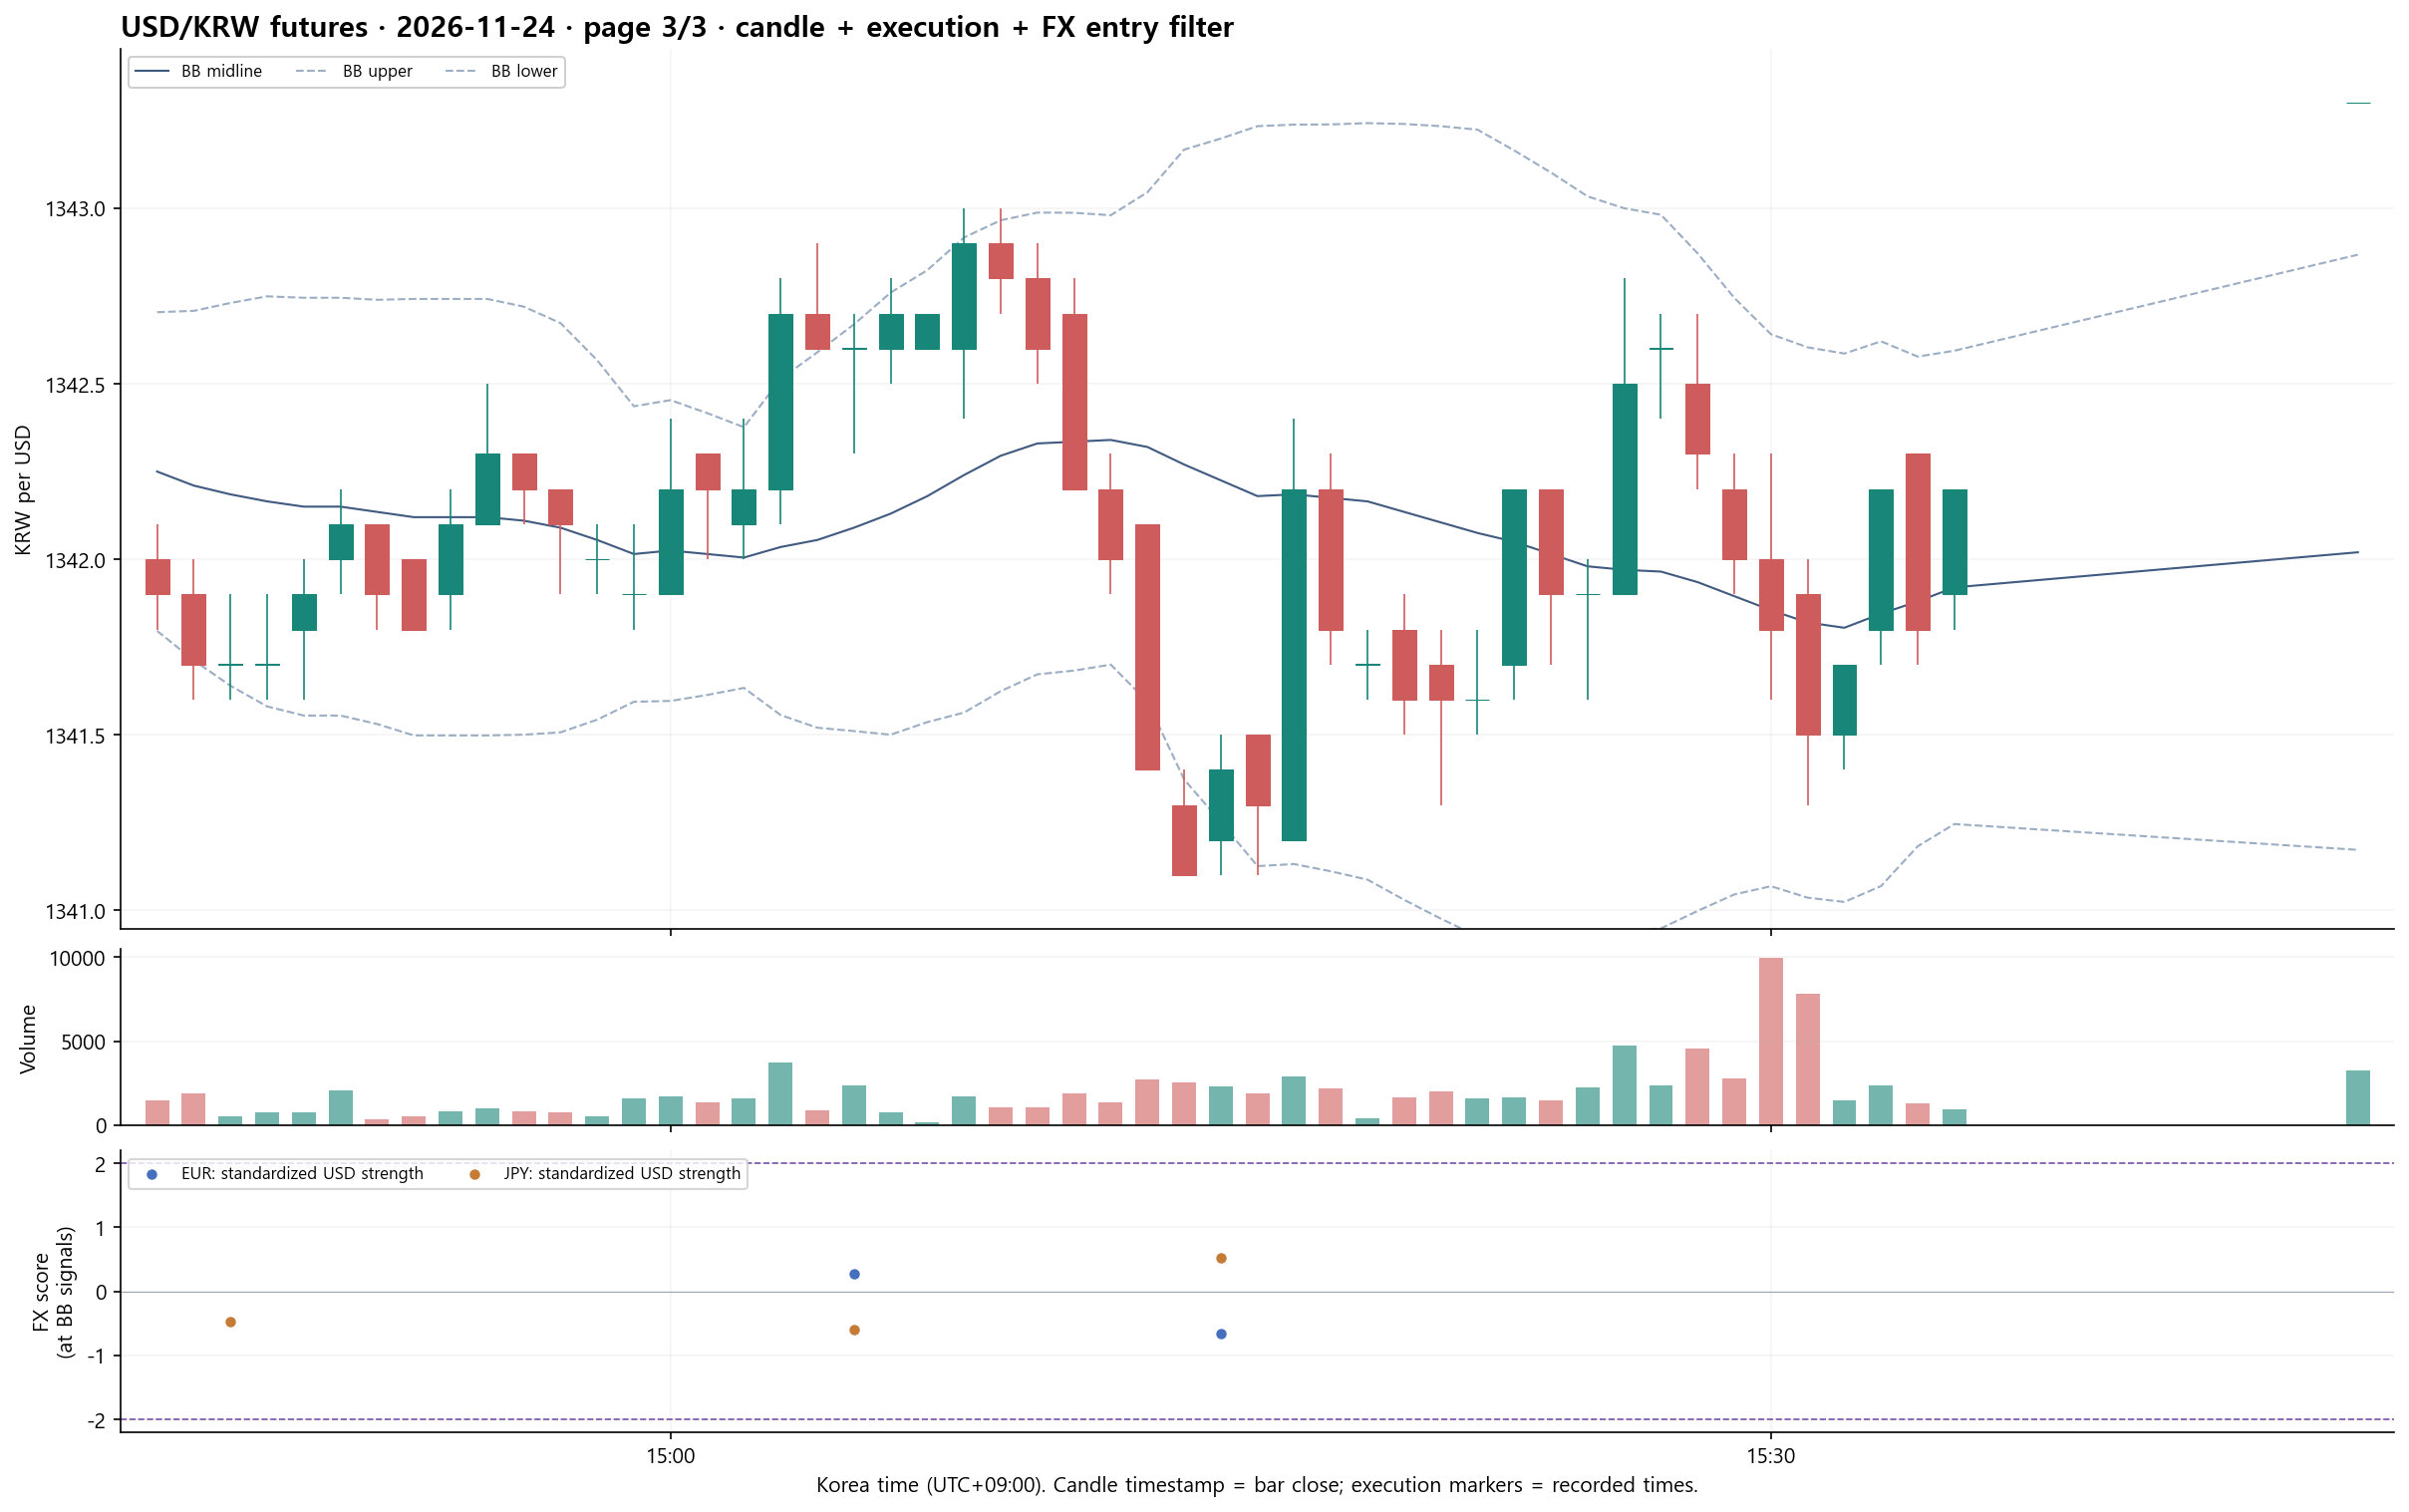 USD/KRW futures · 2026-11-24 · page 3/3 · candle + execution + FX entry filter
BB midline BB upper BB lower
KRW per USD
1343.0
1342.5
1342.0
1341.5
1341.0
Volume
10000
5000
0
EUR: standardized USD strength JPY: standardized USD strength
FX score
(at BB signals)
2
1
0
-1
-2
15:00 15:30
Korea time (UTC+09:00). Candle timestamp = bar close; execution markers = recorded times.